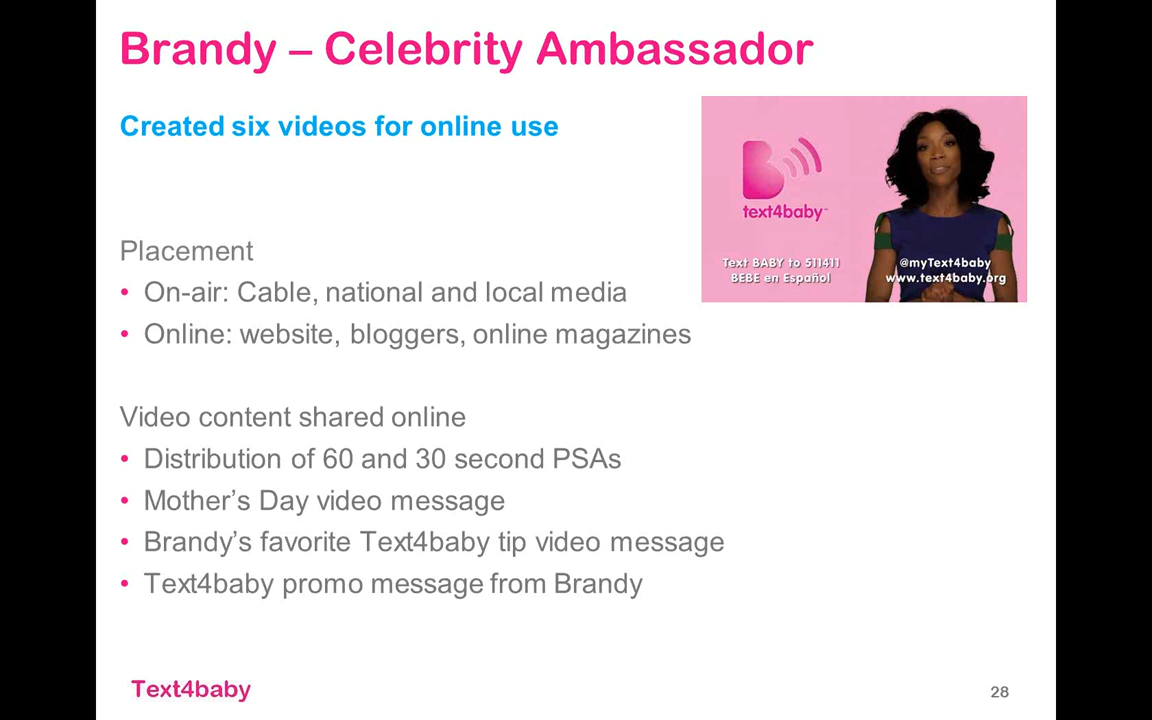 Brandy – Celebrity Ambassador
Created six videos for online use
text4baby™
Text BABY to 511411
BEBE en Español
@myText4baby
www.text4baby.org
Placement
• On-air: Cable, national and local media
• Online: website, bloggers, online magazines
Video content shared online
• Distribution of 60 and 30 second PSAs
• Mother’s Day video message
• Brandy’s favorite Text4baby tip video message
• Text4baby promo message from Brandy
Text4baby
28